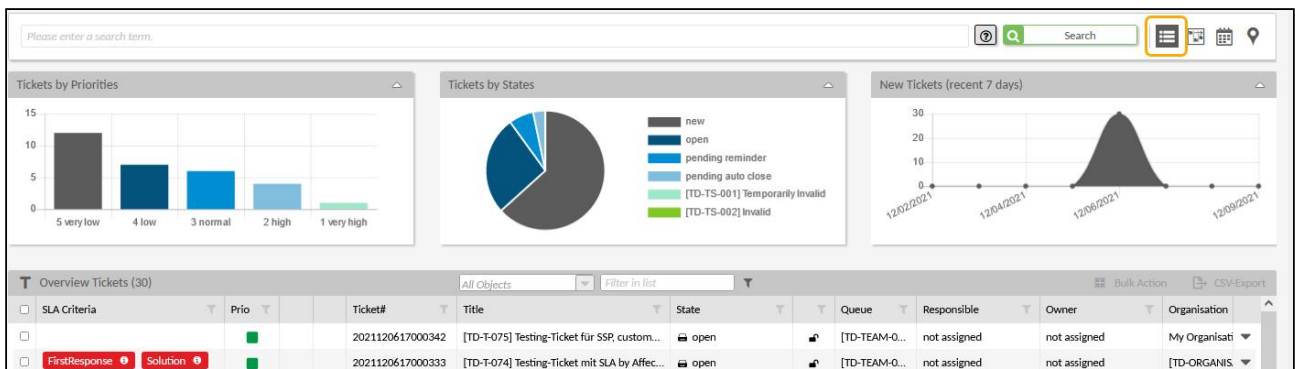 Please enter a search term.
Search
Tickets by Priorities
Tickets by States
New Tickets (recent 7 days)
15
10
5
0
5 very low 4 low 3 normal 2 high 1 very high
new
open
pending reminder
pending auto close
[TD-TS-001] Temporarily Invalid
[TD-TS-002] Invalid
30
20
10
0
12/02/2021 12/04/2021 12/06/2021 12/09/2021
T Overview Tickets (30) All Objects Filter in list Bulk Action CSV-Export
SLA Criteria Prio Ticket# Title State Queue Responsible Owner Organisation
2021120617000342 [TD-T-075] Testing-Ticket für SSP, custom... open [TD-TEAM-0... not assigned not assigned My Organisati
FirstResponse Solution 2021120617000333 [TD-T-074] Testing-Ticket mit SLA by Affec... open [TD-TEAM-0... not assigned not assigned [TD-ORGANIS.